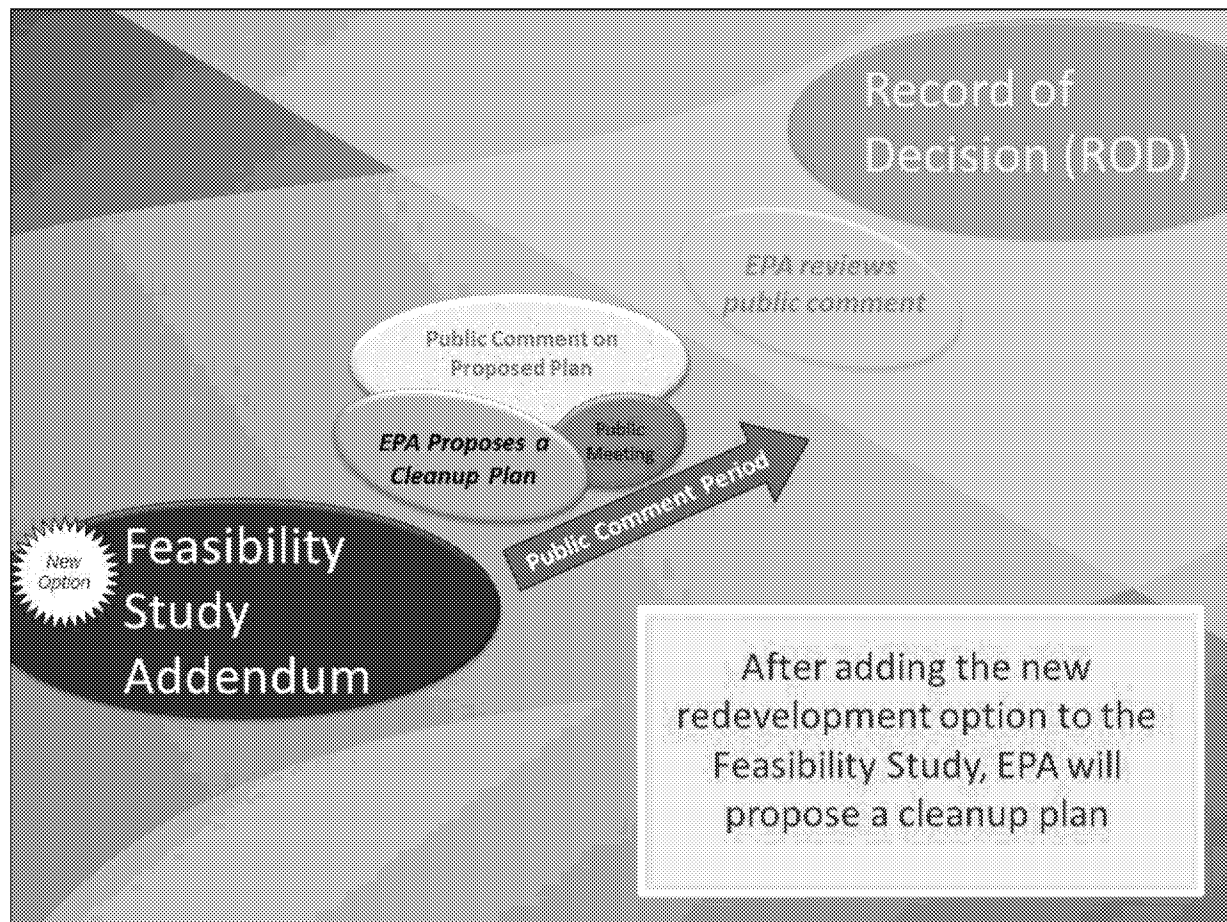 Record of
Decision (ROD)
EPA reviews
public comment
Public Comment on
Proposed Plan
EPA Proposes a
Cleanup Plan
Public
Meeting
Public Comment Period
New
Option
Feasibility
Study
Addendum
After adding the new
redevelopment option to the
Feasibility Study, EPA will
propose a cleanup plan